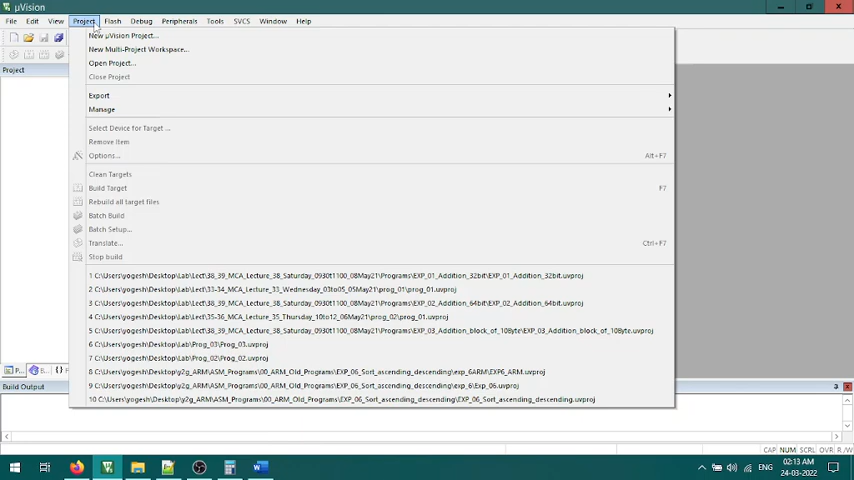 µVision
File Edit View Project Flash Debug Peripherals Tools SVCS Window Help
New µVision Project...
New Multi-Project Workspace...
Open Project...
Close Project
Export
Manage
Select Device for Target ...
Remove Item
Options... Alt+F7
Clean Targets
Build Target F7
Rebuild all target files
Batch Build
Batch Setup...
Translate... Ctrl+F7
Stop build
1 C:\Users\yogesh\Desktop\Lab\Lect\38_39_MCA_Lecture_38_Saturday_0930t1100_08May21\Programs\EXP_01_Addition_32bit\EXP_01_Addition_32bit.uvproj
2 C:\Users\yogesh\Desktop\Lab\Lect\33-34_MCA_Lecture_33_Wednesday_03to05_05May21\prog_01\prog_01.uvproj
3 C:\Users\yogesh\Desktop\Lab\Lect\38_39_MCA_Lecture_38_Saturday_0930t1100_08May21\Programs\EXP_02_Addition_64bit\EXP_02_Addition_64bit.uvproj
4 C:\Users\yogesh\Desktop\Lab\Lect\35-36_MCA_Lecture_35_Thursday_10to12_06May21\prog_02\prog_01.uvproj
5 C:\Users\yogesh\Desktop\Lab\Lect\38_39_MCA_Lecture_38_Saturday_0930t1100_08May21\Programs\EXP_03_Addition_block_of_10Byte\EXP_03_Addition_block_of_10Byte.uvproj
6 C:\Users\yogesh\Desktop\Lab\Prog_03\Prog_03.uvproj
7 C:\Users\yogesh\Desktop\Lab\Prog_02\Prog_02.uvproj
8 C:\Users\yogesh\Desktop\y2g_ARM\ASM_Programs\00_ARM_Old_Programs\EXP_06_Sort_ascending_descending\exp_6ARM\EXP6_ARM.uvproj
9 C:\Users\yogesh\Desktop\y2g_ARM\ASM_Programs\00_ARM_Old_Programs\EXP_06_Sort_ascending_descending\exp_6\Exp_06.uvproj
10 C:\Users\yogesh\Desktop\y2g_ARM\ASM_Programs\00_ARM_Old_Programs\EXP_06_Sort_ascending_descending\EXP_06_Sort_ascending_descending.uvproj
Project
P... B... {} F
Build Output
CAP NUM SCRL OVR R/W
ENG
02:13 AM
24-03-2022